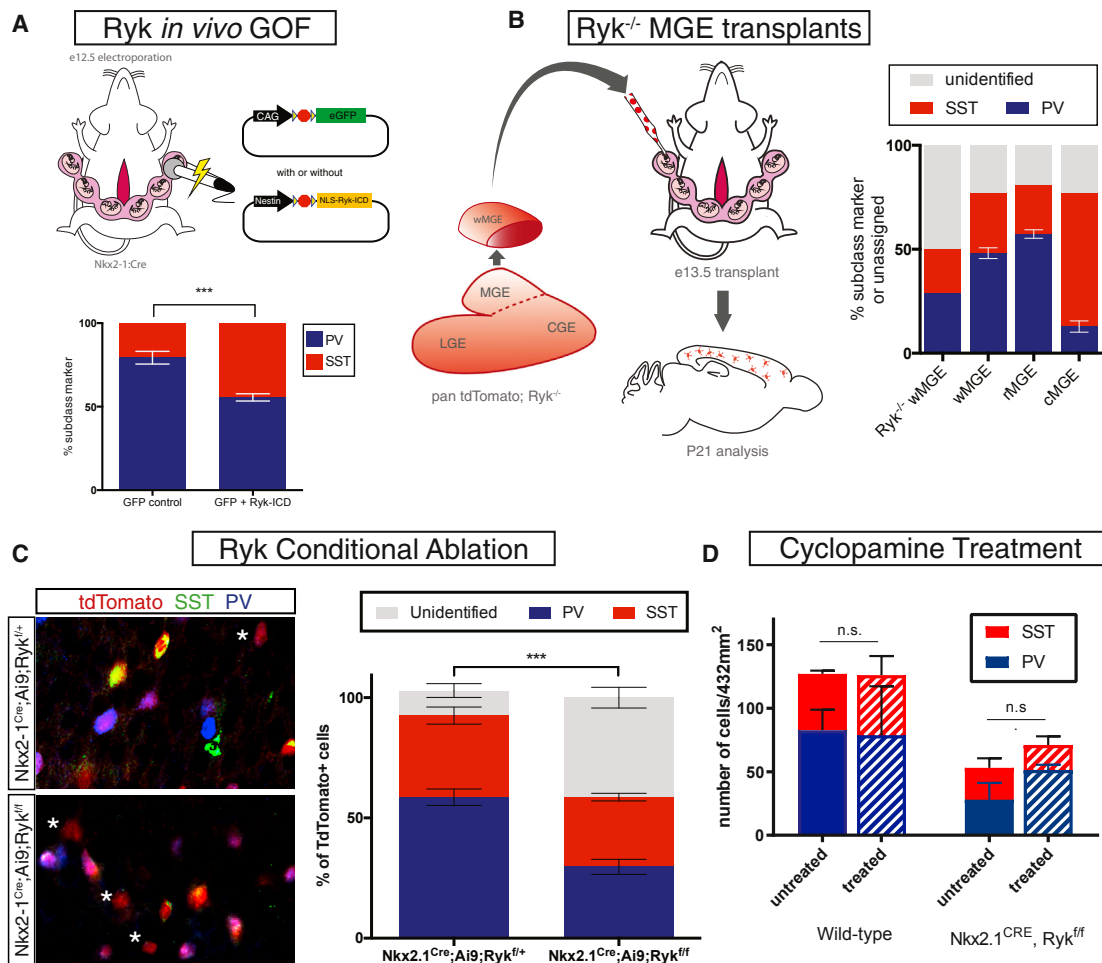 A
Ryk in vivo GOF
e12.5 electroporation
CAG
eGFP
with or without
Nestin
NLS-Ryk-ICD
Nkx2-1:Cre
***
100
50
0
% subclass marker
PV
SST
GFP control
GFP + Ryk-ICD
B
Ryk-/- MGE transplants
wMGE
MGE
LGE
CGE
pan tdTomato; Ryk-/-
e13.5 transplant
P21 analysis
unidentified
SST
PV
100
50
0
% subclass marker
or unassigned
Ryk-/- wMGE
wMGE
rMGE
cMGE
C
Ryk Conditional Ablation
tdTomato SST PV
Nkx2-1Cre;Ai9;Rykf/+
*
Nkx2-1Cre;Ai9;Rykf/f
*
*
*
Unidentified
PV
SST
***
100
50
0
% of TdTomato+ cells
Nkx2.1Cre;Ai9;Rykf/+
Nkx2.1Cre;Ai9;Rykf/f
D
Cyclopamine Treatment
SST
PV
n.s.
n.s
150
100
50
0
number of cells/432mm2
untreated
treated
untreated
treated
Wild-type
Nkx2.1CRE, Rykf/f